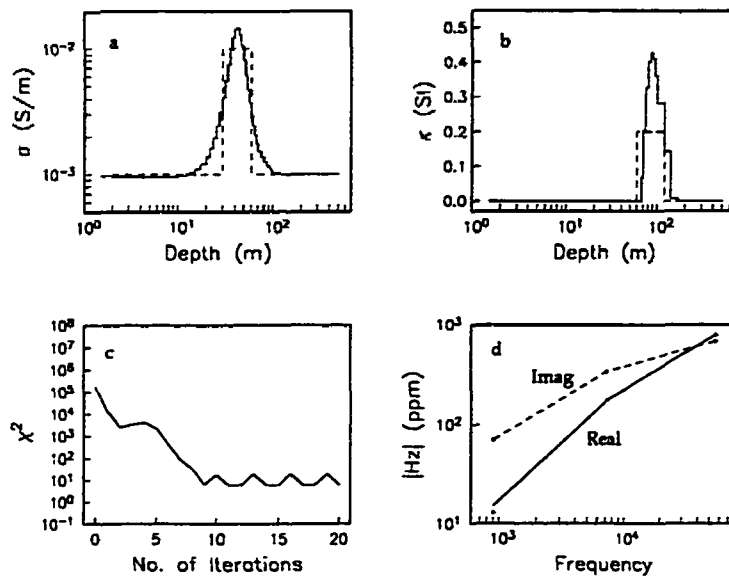 a
σ (S/m)
10⁻²
10⁻³
10⁰ 10¹ 10²
Depth (m)
b
κ (SI)
0.5
0.4
0.3
0.2
0.1
0.0
10⁰ 10¹ 10²
Depth (m)
c
χ²
10⁸
10⁷
10⁶
10⁵
10⁴
10³
10²
10¹
10⁰
10⁻¹
0 5 10 15 20
No. of Iterations
d
|Hz| (ppm)
10³
10²
10¹
Imag
Real
10³ 10⁴
Frequency